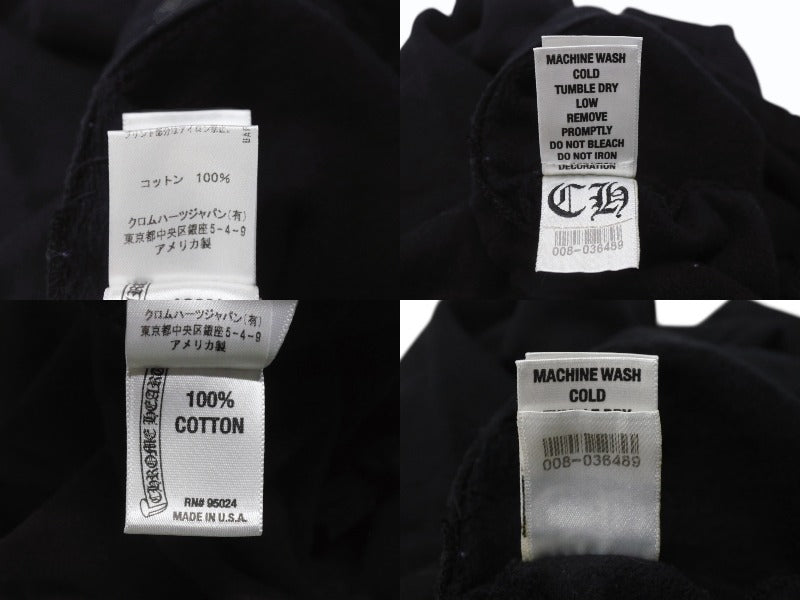 コットン 100%
クロムハーツジャパン(有)
東京都中央区銀座5-4-9
アメリカ製
MACHINE WASH
COLD
TUMBLE DRY
LOW
REMOVE
PROMPTLY
DO NOT BLEACH
DO NOT IRON
DECORATION
CH
008-036489
クロムハーツジャパン(有)
東京都中央区銀座5-4-9
アメリカ製
CHROME HEARTS
100%
COTTON
RN# 95024
MADE IN U.S.A.
MACHINE WASH
COLD
TUMBLE DRY
008-036489